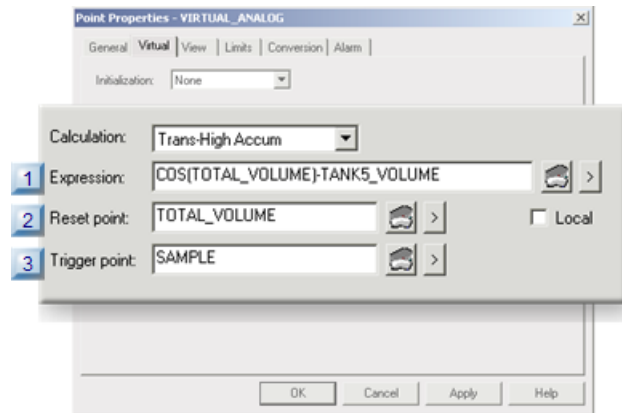 Point Properties - VIRTUAL_ANALOG
General Virtual View Limits Conversion Alarm
Initialization: None
Calculation: Trans-High Accum
1 Expression: COS(TOTAL_VOLUME)-TANK5_VOLUME >
2 Reset point: TOTAL_VOLUME > Local
3 Trigger point: SAMPLE >
OK Cancel Apply Help